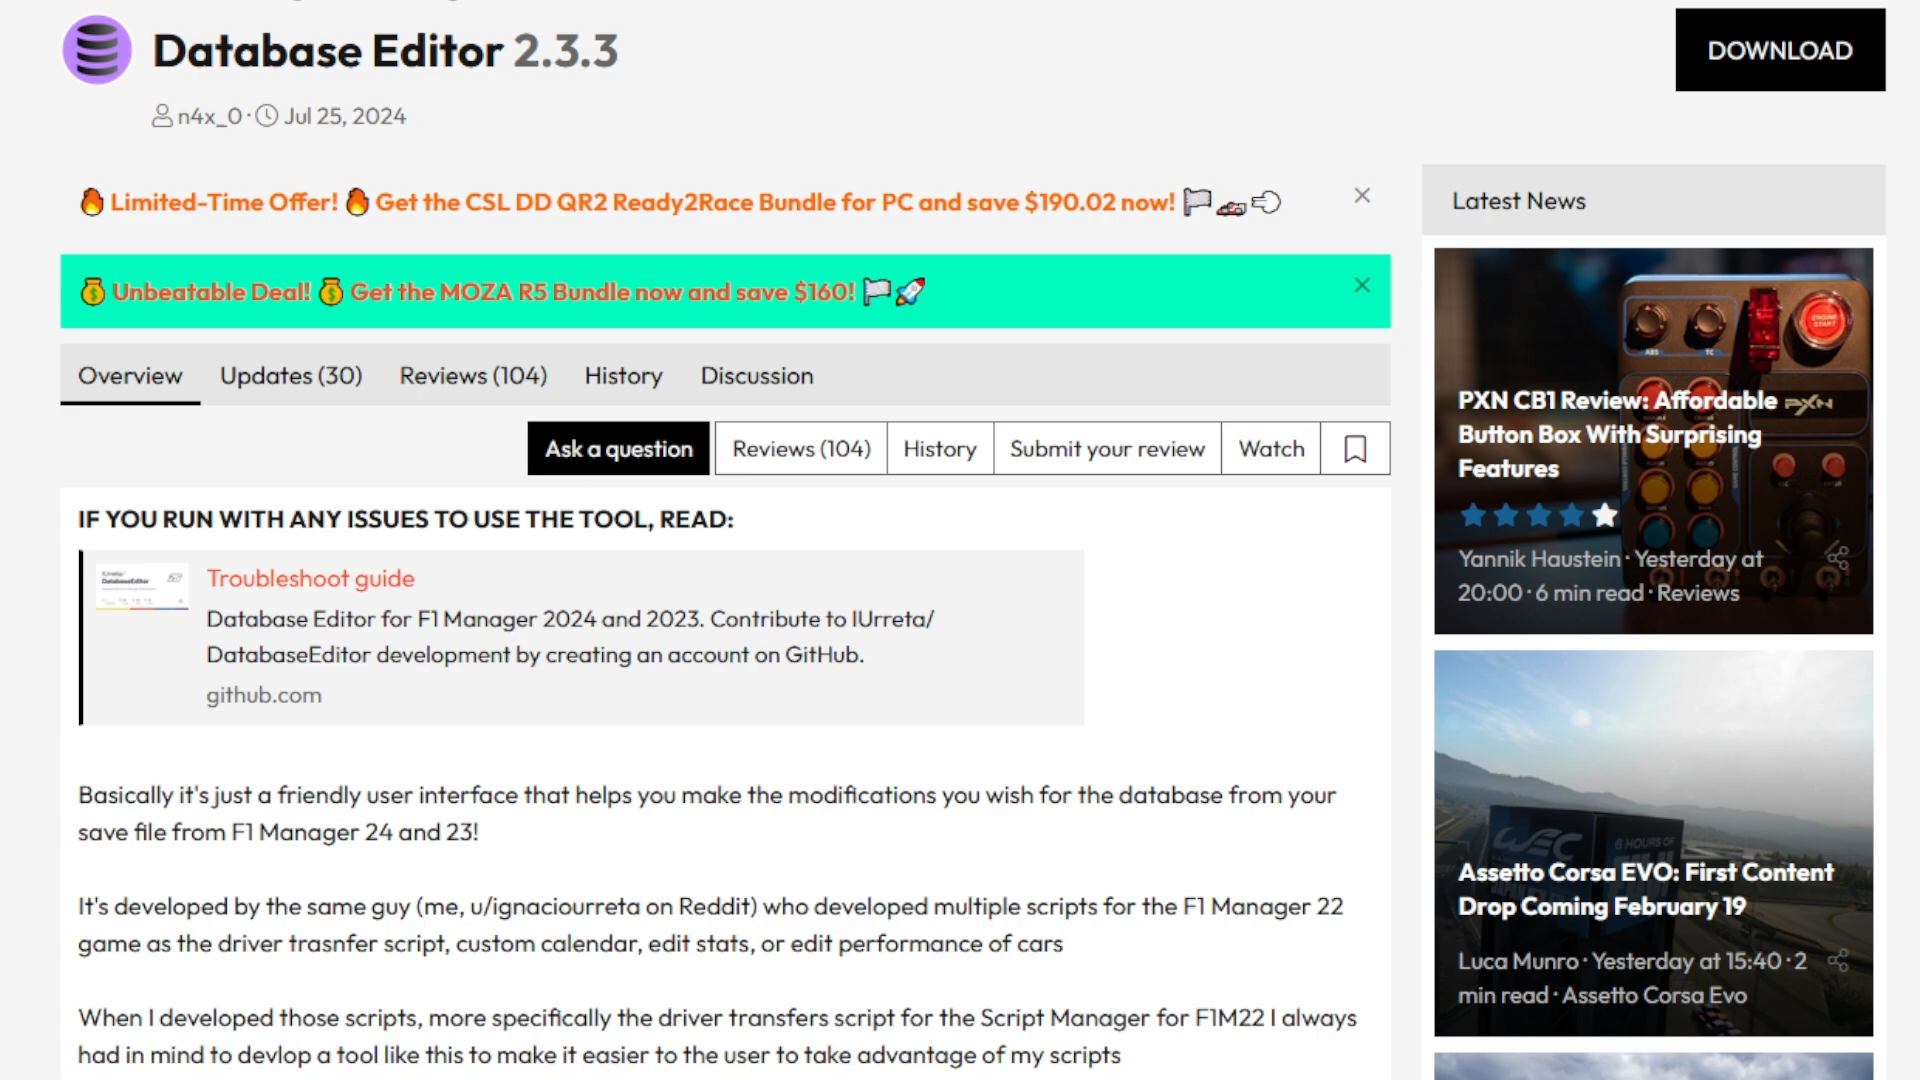 Database Editor 2.3.3
DOWNLOAD
n4x_0 · Jul 25, 2024
🔥 Limited-Time Offer! 🔥 Get the CSL DD QR2 Ready2Race Bundle for PC and save $190.02 now! 🏁🏎️💨
💰 Unbeatable Deal! 💰 Get the MOZA R5 Bundle now and save $160! 🏁🚀
Overview Updates (30) Reviews (104) History Discussion
Ask a question Reviews (104) History Submit your review Watch
IF YOU RUN WITH ANY ISSUES TO USE THE TOOL, READ:
Troubleshoot guide
Database Editor for F1 Manager 2024 and 2023. Contribute to IUrreta/
DatabaseEditor development by creating an account on GitHub.
github.com
Basically it's just a friendly user interface that helps you make the modifications you wish for the database from your
save file from F1 Manager 24 and 23!
It's developed by the same guy (me, u/ignaciourreta on Reddit) who developed multiple scripts for the F1 Manager 22
game as the driver trasnfer script, custom calendar, edit stats, or edit performance of cars
When I developed those scripts, more specifically the driver transfers script for the Script Manager for F1M22 I always
had in mind to devlop a tool like this to make it easier to the user to take advantage of my scripts
Latest News
ENGINE
START
ABS TC
PXN
PXN CB1 Review: Affordable
Button Box With Surprising
Features
Yannik Haustein · Yesterday at
20:00 · 6 min read · Reviews
WEC
6 HOURS OF
Assetto Corsa EVO: First Content
Drop Coming February 19
Luca Munro · Yesterday at 15:40 · 2
min read · Assetto Corsa Evo